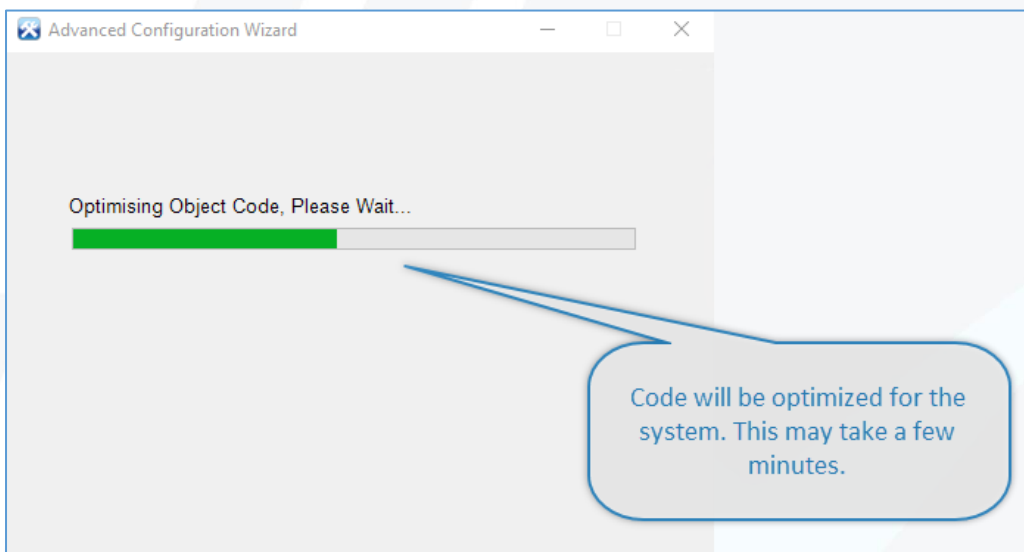 Advanced Configuration Wizard
Optimising Object Code, Please Wait...
Code will be optimized for the
system. This may take a few
minutes.